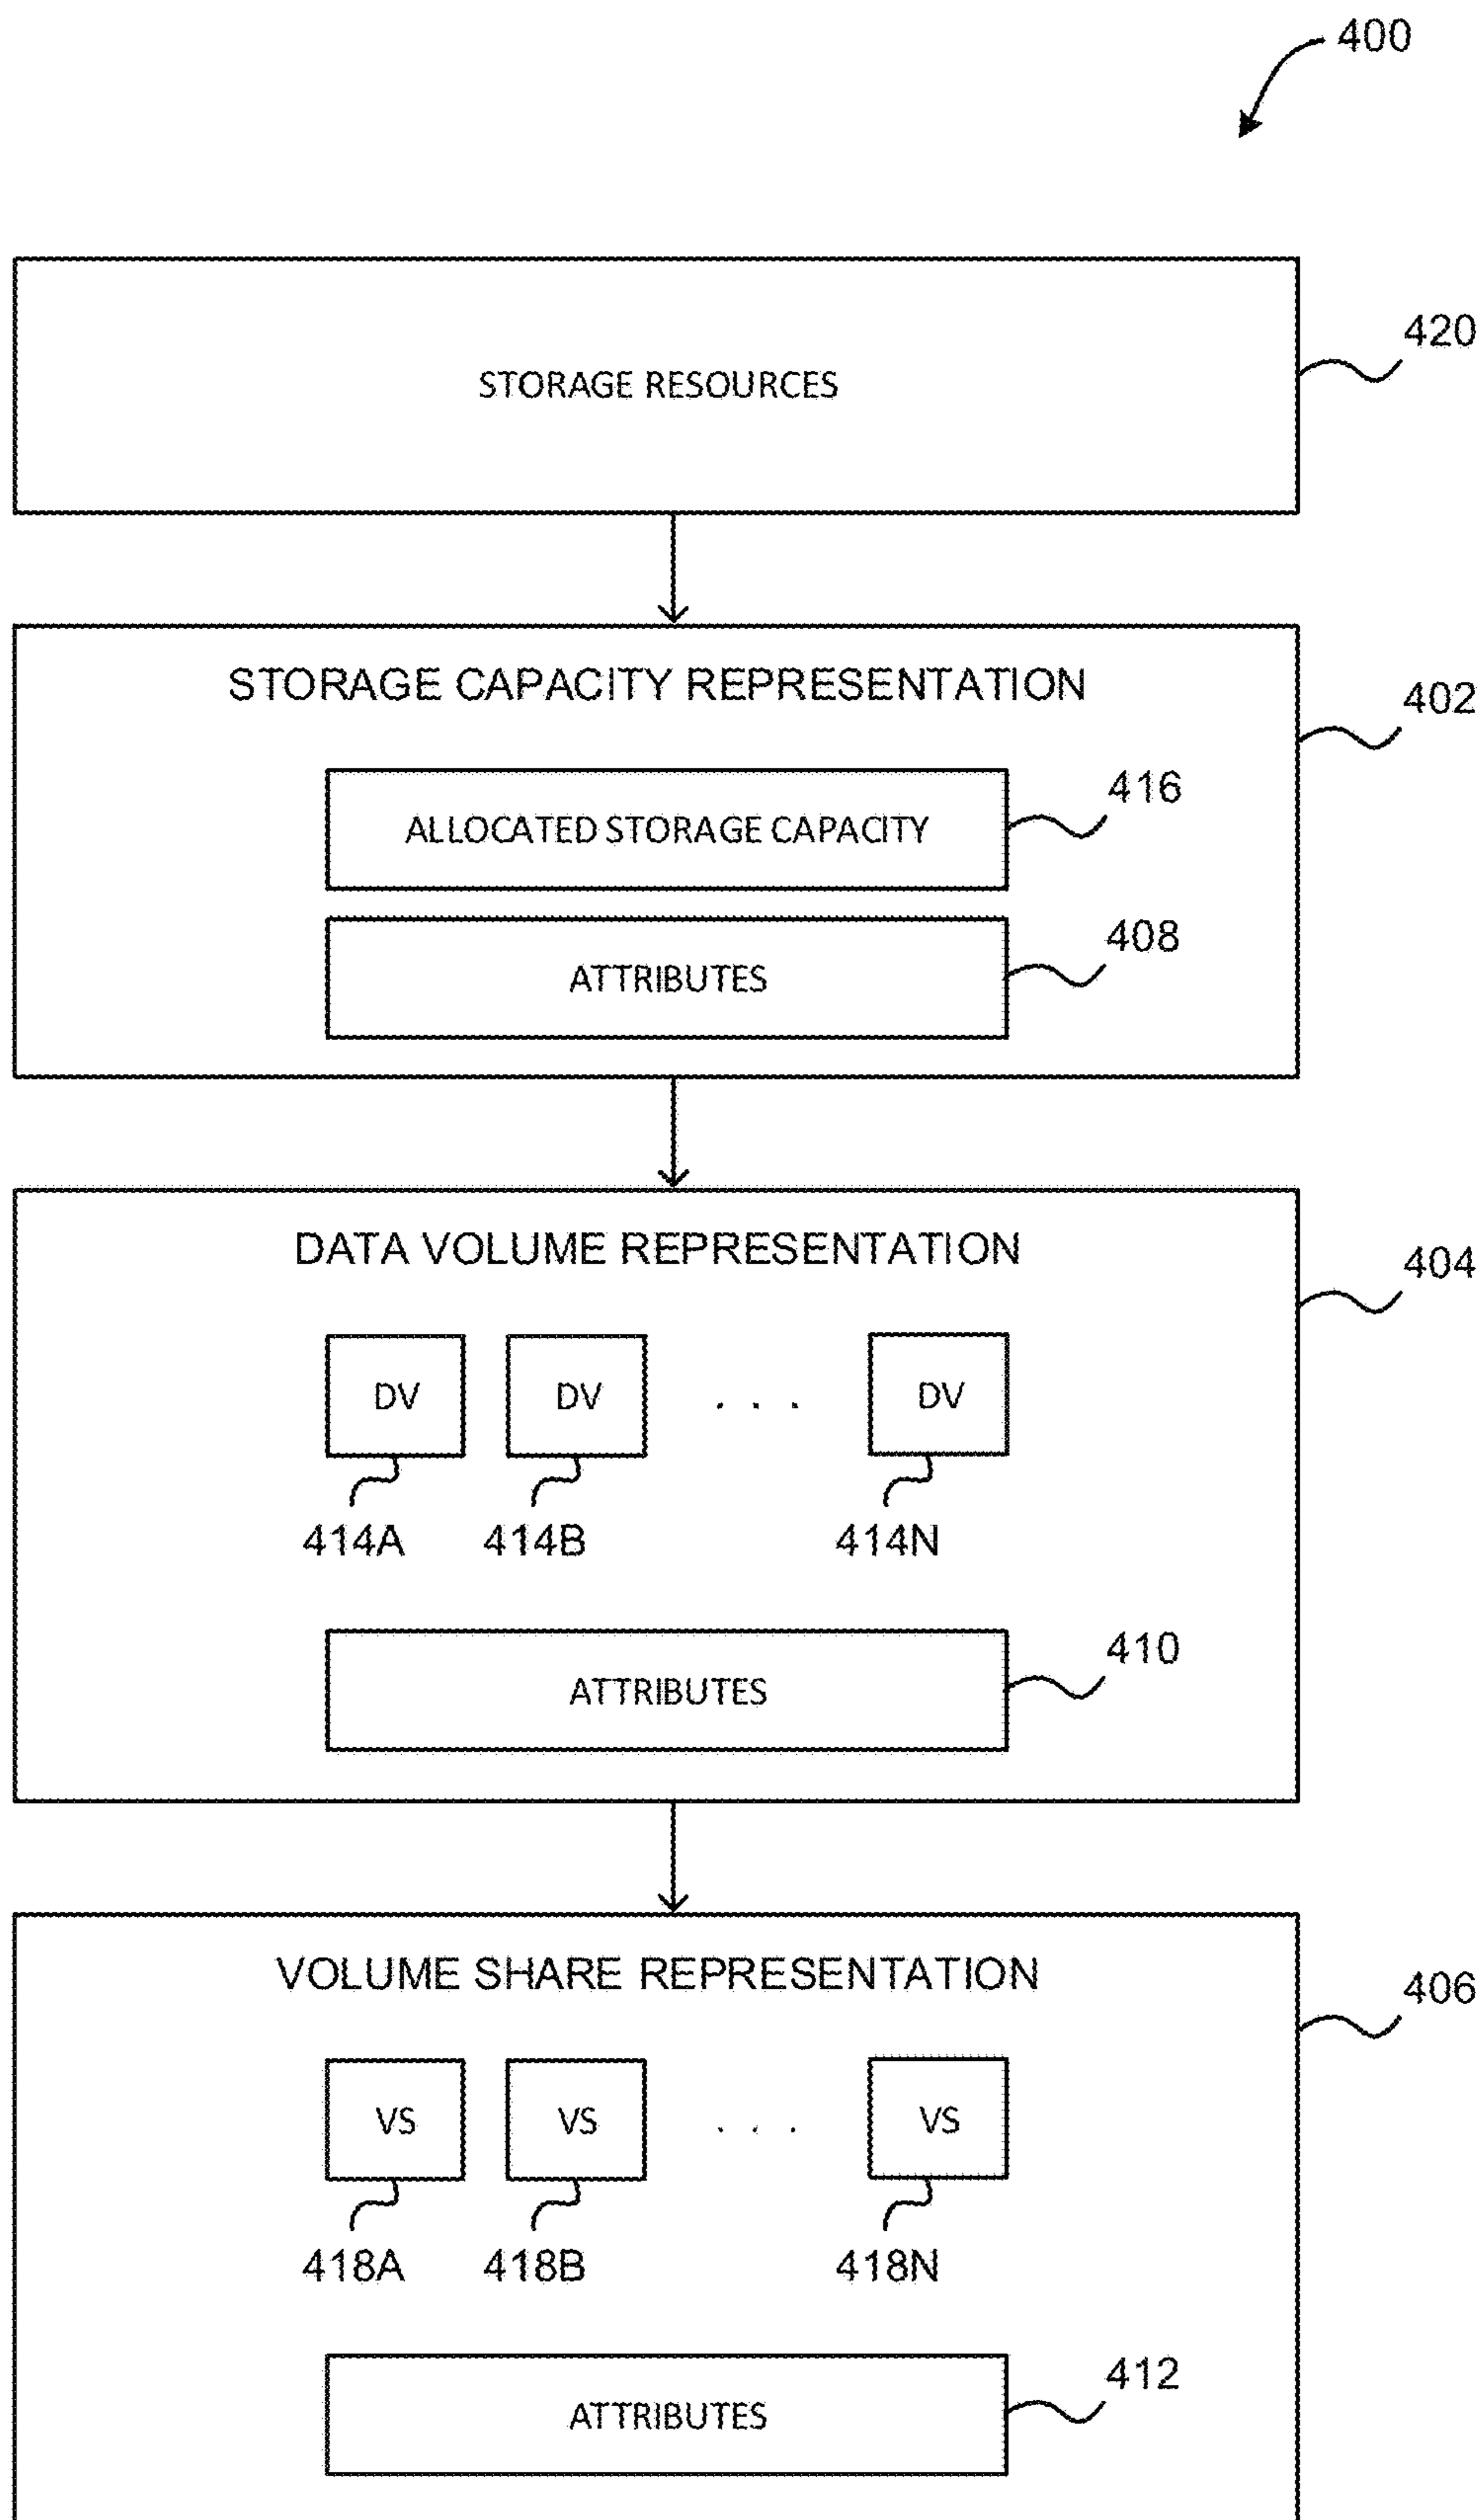 400
STORAGE RESOURCES
420
STORAGE CAPACITY REPRESENTATION
402
ALLOCATED STORAGE CAPACITY
416
ATTRIBUTES
408
DATA VOLUME REPRESENTATION
404
DV DV . . . DV
414A 414B 414N
ATTRIBUTES
410
VOLUME SHARE REPRESENTATION
406
VS VS . . . VS
418A 418B 418N
ATTRIBUTES
412